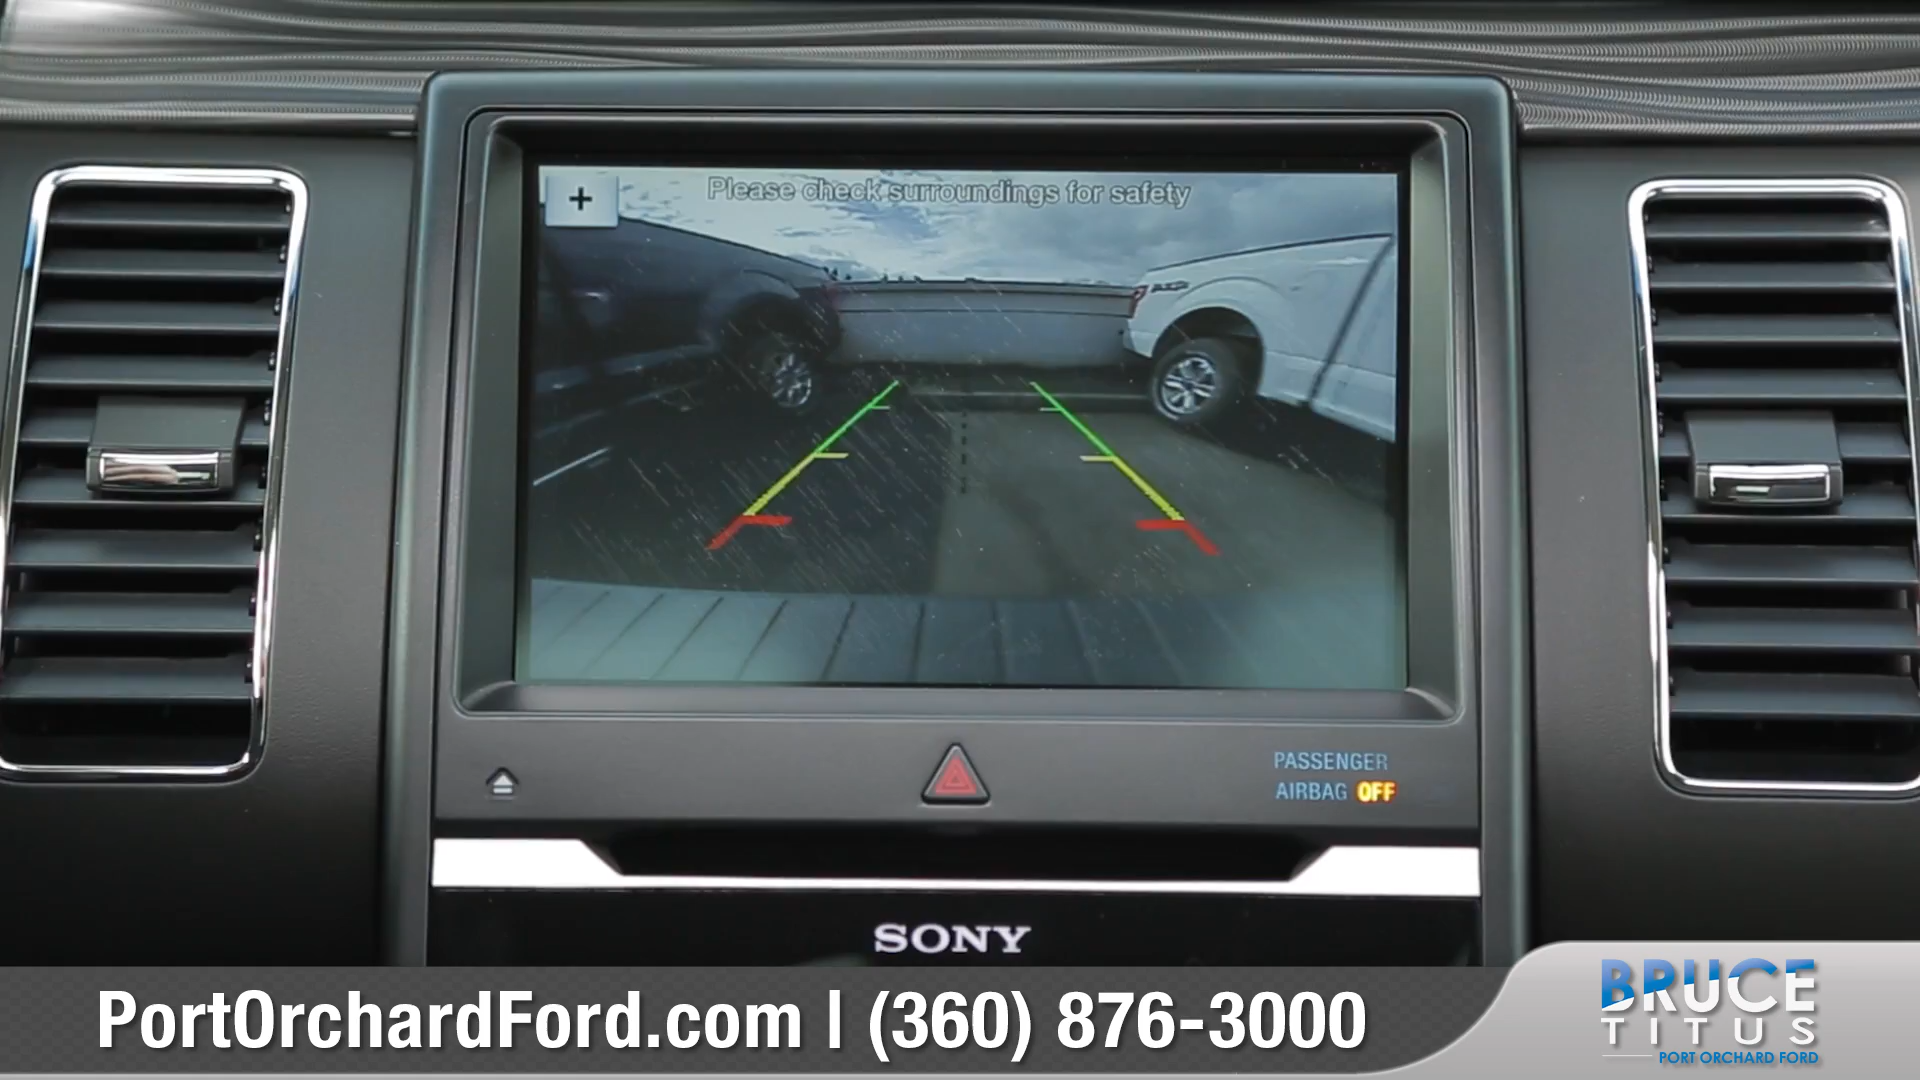 +
Please check surroundings for safety
PASSENGER
AIRBAG OFF
SONY
PortOrchardFord.com | (360) 876-3000
BRUCE
TITUS
PORT ORCHARD FORD